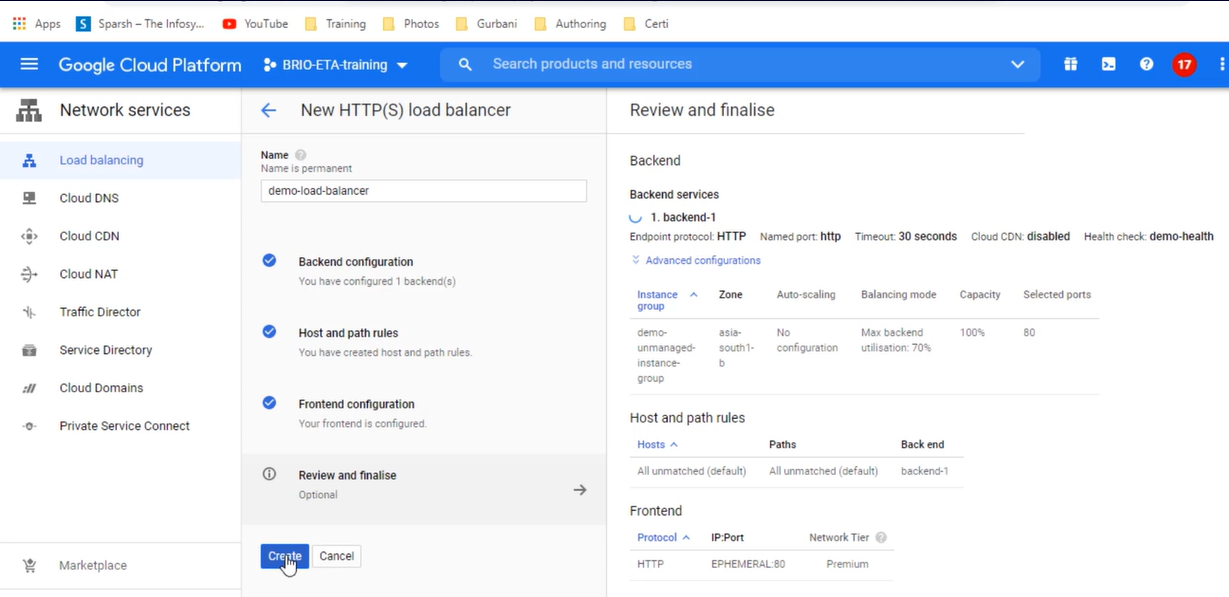 Apps
S
Sparsh – The Infosy...
YouTube
Training
Photos
Gurbani
Authoring
Certi
Google Cloud Platform
BRIO-ETA-training
Search products and resources
17
Network services
Load balancing
Cloud DNS
Cloud CDN
Cloud NAT
Traffic Director
Service Directory
Cloud Domains
Private Service Connect
Marketplace
New HTTP(S) load balancer
Name
Name is permanent
demo-load-balancer
Backend configuration
You have configured 1 backend(s)
Host and path rules
You have created host and path rules.
Frontend configuration
Your frontend is configured.
Review and finalise
Optional
Create
Cancel
Review and finalise
Backend
Backend services
1. backend-1
Endpoint protocol: HTTP Named port: http Timeout: 30 seconds Cloud CDN: disabled Health check: demo-health
Advanced configurations
Instance group Zone Auto-scaling Balancing mode Capacity Selected ports
demo- asia- No Max backend 100% 80
unmanaged- south1- configuration utilisation: 70%
instance- b
group
Host and path rules
Hosts Paths Back end
All unmatched (default) All unmatched (default) backend-1
Frontend
Protocol IP:Port Network Tier
HTTP EPHEMERAL:80 Premium